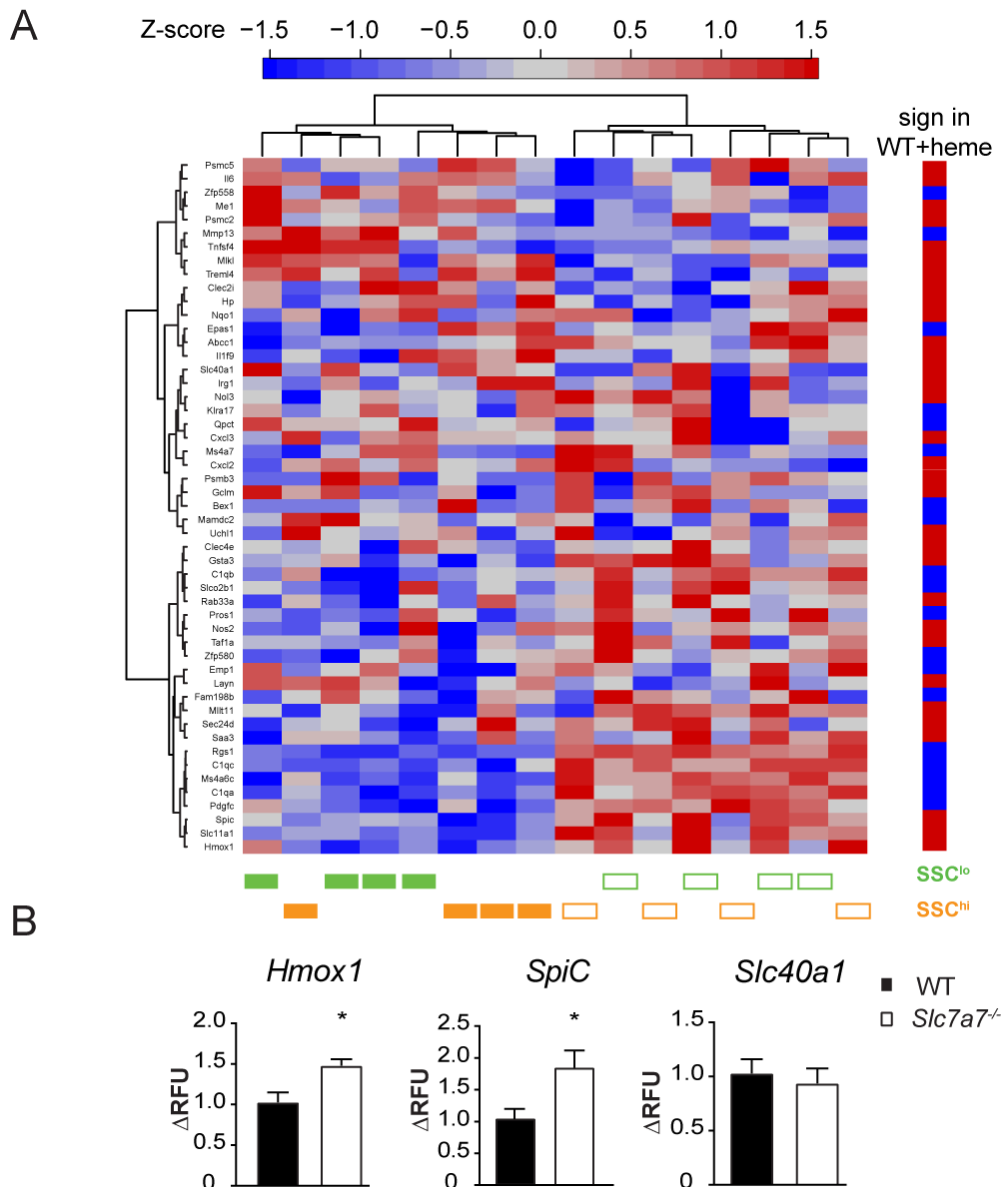 A
Z-score −1.5 −1.0 −0.5 0.0 0.5 1.0 1.5
sign in
WT+heme
Psmc5
Il6
Zfp558
Me1
Psmc2
Mmp13
Tnfsf4
Mlkl
Treml4
Clec2i
Hp
Nqo1
Epas1
Abcc1
Il1f9
Slc40a1
Irg1
Nol3
Klra17
Qpct
Cxcl3
Ms4a7
Cxcl2
Psmb3
Gclm
Bex1
Mamdc2
Uchl1
Clec4e
Gsta3
C1qb
Slco2b1
Rab33a
Pros1
Nos2
Taf1a
Zfp580
Emp1
Layn
Fam198b
Mllt11
Sec24d
Saa3
Rgs1
C1qc
Ms4a6c
C1qa
Pdgfc
Spic
Slc11a1
Hmox1
SSClo
SSChi
B
Hmox1 SpiC Slc40a1
WT
Slc7a7-/-
ΔRFU
2.0
1.5
1.0
0.5
0
ΔRFU
2.5
2.0
1.5
1.0
0.5
0
ΔRFU
1.5
1.0
0.5
0
*
*